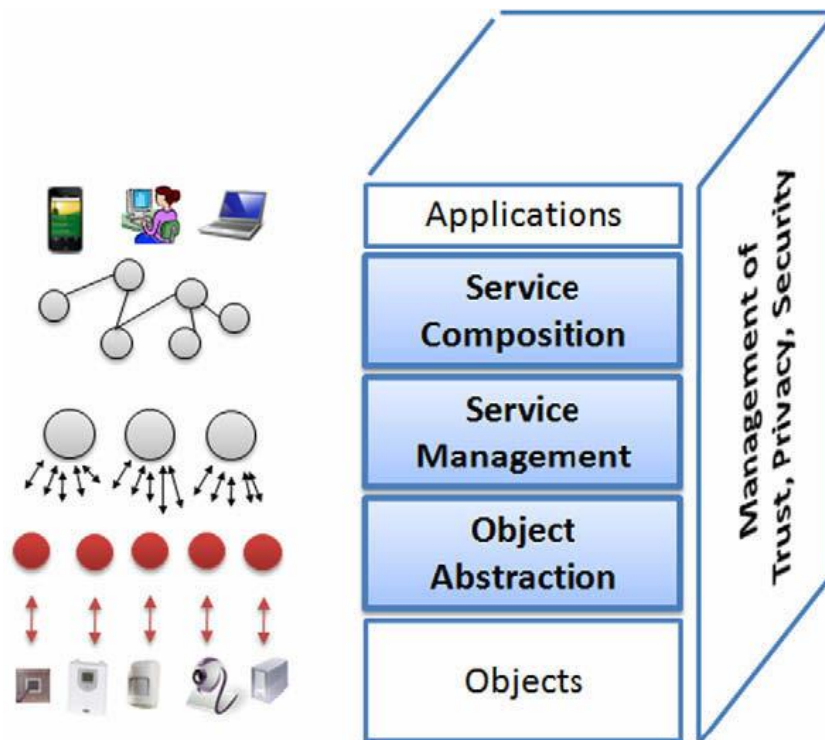 Applications
Service
Composition
Service
Management
Object
Abstraction
Objects
Management of
Trust, Privacy, Security